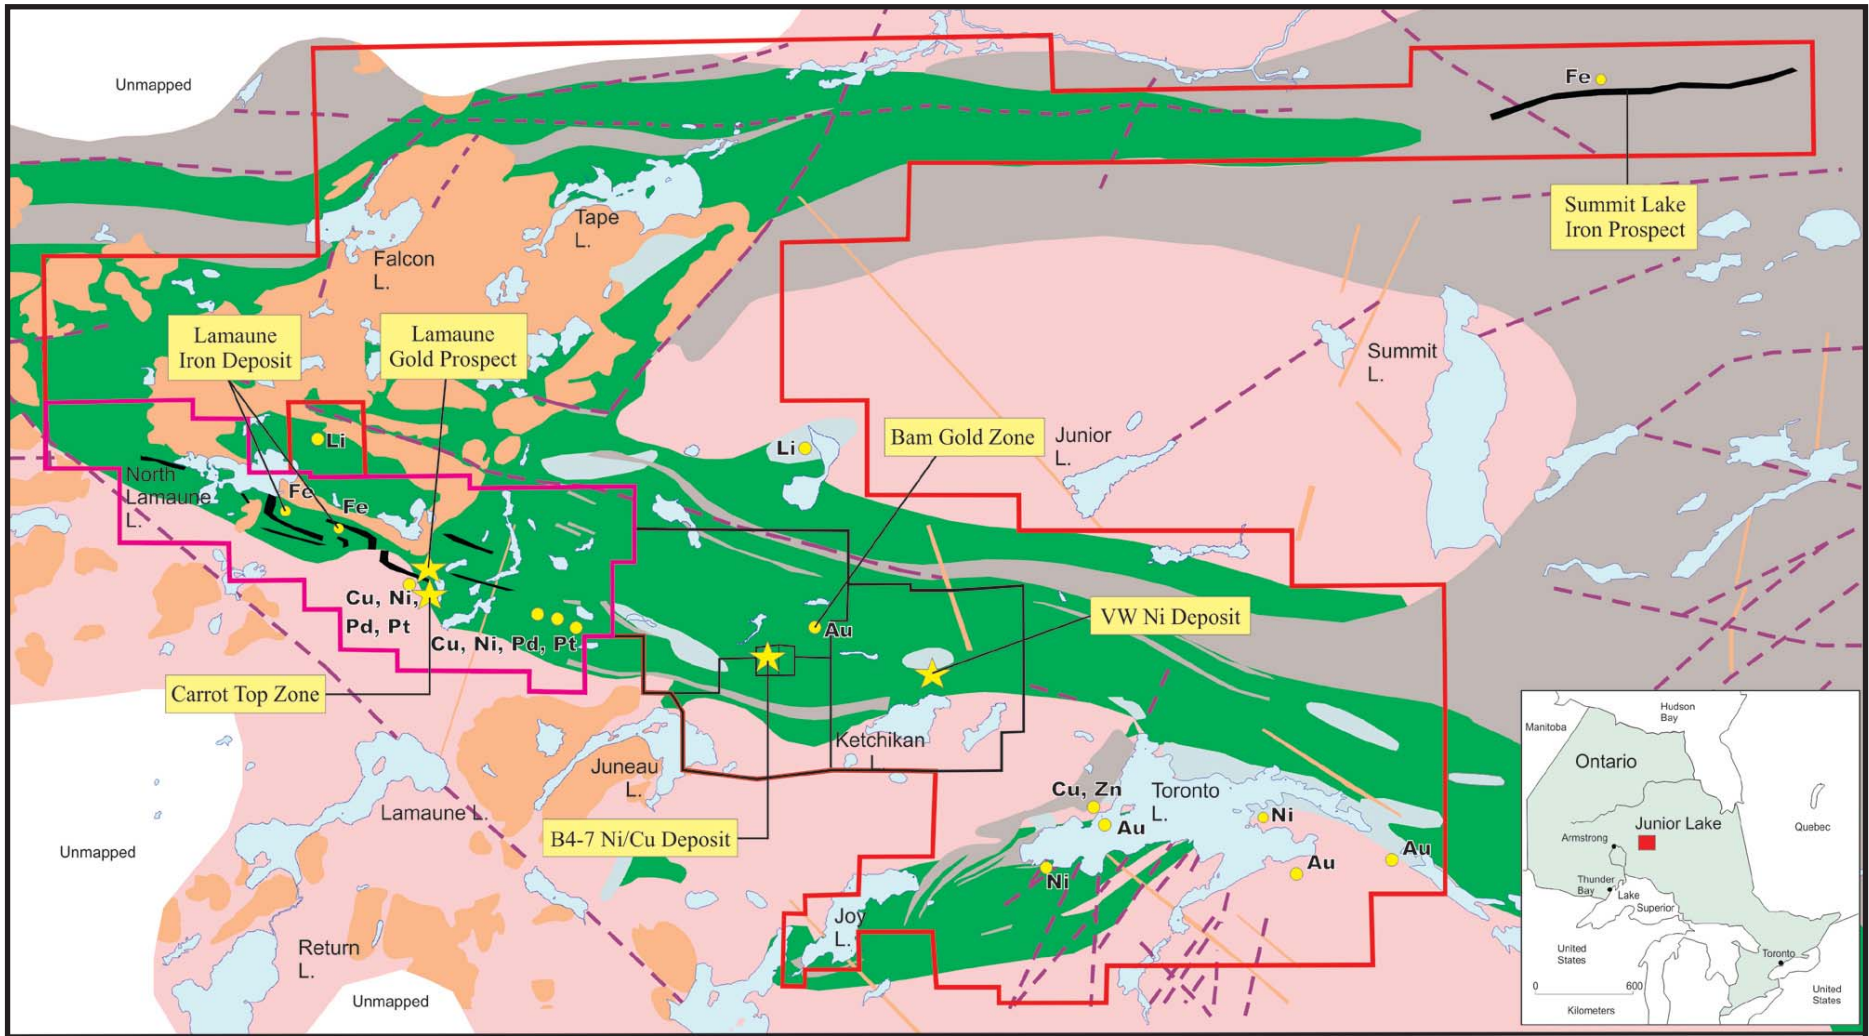 Unmapped
Fe
Summit Lake
Iron Prospect
Tape
L.
Falcon
L.
Lamaune
Iron Deposit
Lamaune
Gold Prospect
Summit
L.
Junior
L.
Bam Gold Zone
Li
Li
North
Lamaune
L.
Fe
Fe
Cu, Ni,
Pd, Pt
Cu, Ni, Pd, Pt
Au
VW Ni Deposit
Carrot Top Zone
Ketchikan
L.
Juneau
L.
Lamaune L.
B4-7 Ni/Cu Deposit
Cu, Zn
Toronto
L.
Au
Ni
Ni
Au
Au
Joy
L.
Return
L.
Unmapped
Unmapped
Manitoba
Hudson
Bay
Ontario
Junior Lake
Armstrong
Quebec
Thunder
Bay
Lake
Superior
United
States
Toronto
United
States
0 600
Kilometers